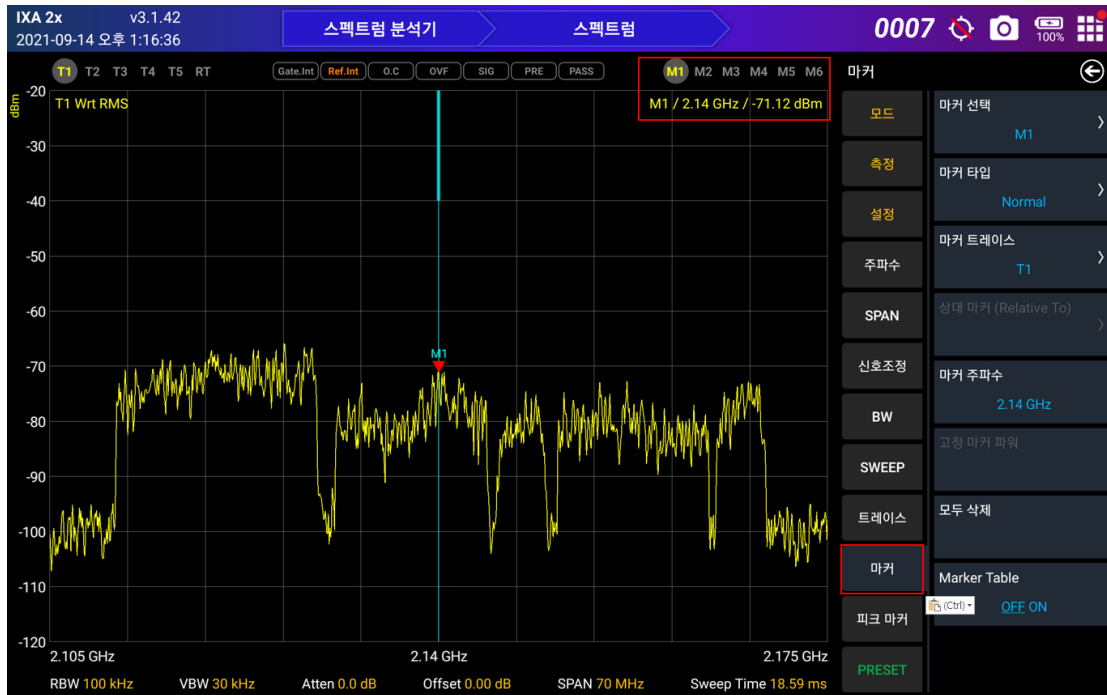 IXA 2x v3.1.42
2021-09-14 오후 1:16:36
스펙트럼 분석기 스펙트럼
0007
100%
T1 T2 T3 T4 T5 RT
Gate.Int Ref.Int O.C OVF SIG PRE PASS
M1 M2 M3 M4 M5 M6
dBm
T1 Wrt RMS
M1 / 2.14 GHz / -71.12 dBm
-20
-30
-40
-50
-60
-70
-80
-90
-100
-110
-120
M1
2.105 GHz 2.14 GHz 2.175 GHz
RBW 100 kHz VBW 30 kHz Atten 0.0 dB Offset 0.00 dB SPAN 70 MHz Sweep Time 18.59 ms
마커
모드
측정
설정
주파수
SPAN
신호조정
BW
SWEEP
트레이스
마커
피크 마커
PRESET
마커 선택
M1
마커 타입
Normal
마커 트레이스
T1
상대 마커 (Relative To)
마커 주파수
2.14 GHz
고정 마커 파워
모두 삭제
Marker Table
(Ctrl)
OFF ON